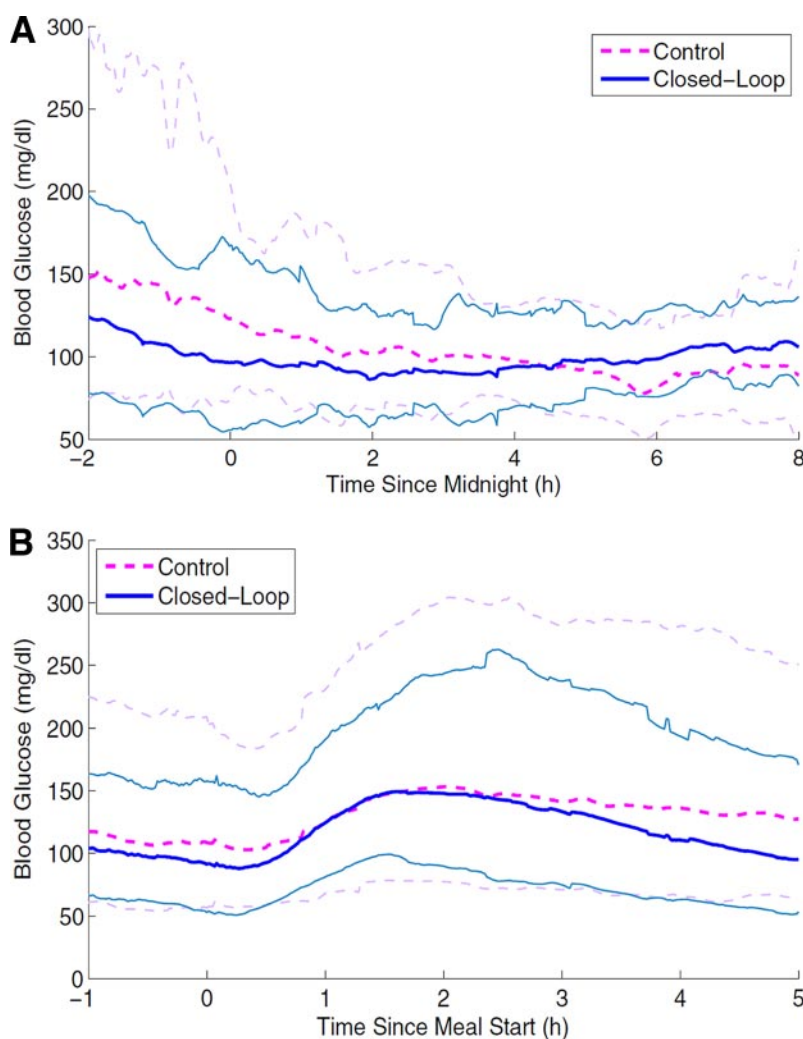 A
300
250
200
150
100
50
Blood Glucose (mg/dl)
Control
Closed-Loop
−2
0
2
4
6
8
Time Since Midnight (h)
B
350
300
250
200
150
100
50
0
Blood Glucose (mg/dl)
Control
Closed-Loop
−1
0
1
2
3
4
5
Time Since Meal Start (h)